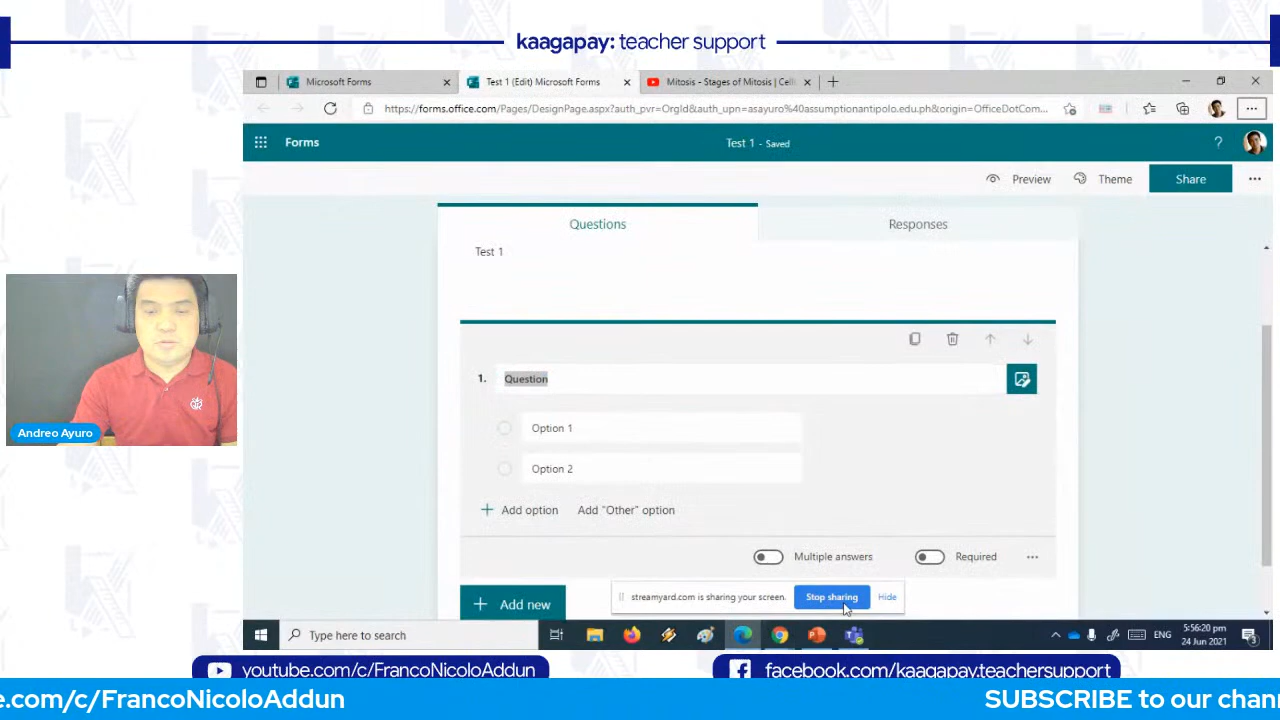 kaagapay: teacher support
Microsoft Forms
Test 1 (Edit) Microsoft Forms
Mitosis - Stages of Mitosis | Cell
https://forms.office.com/Pages/DesignPage.aspx?auth_pvr=OrgId&auth_upn=asayuro%40assumptionantipolo.edu.ph&origin=OfficeDotCom...
Forms
Test 1 - Saved
?
Preview
Theme
Share
Questions
Responses
Test 1
1.
Question
Option 1
Option 2
Add option
Add "Other" option
Multiple answers
Required
Add new
streamyard.com is sharing your screen.
Stop sharing
Hide
Andreo Ayuro
Type here to search
ENG
5:56:20 pm
24 Jun 2021
youtube.com/c/FrancoNicoloAddun
facebook.com/kaagapay.teachersupport
e.com/c/FrancoNicoloAddun
SUBSCRIBE to our chann